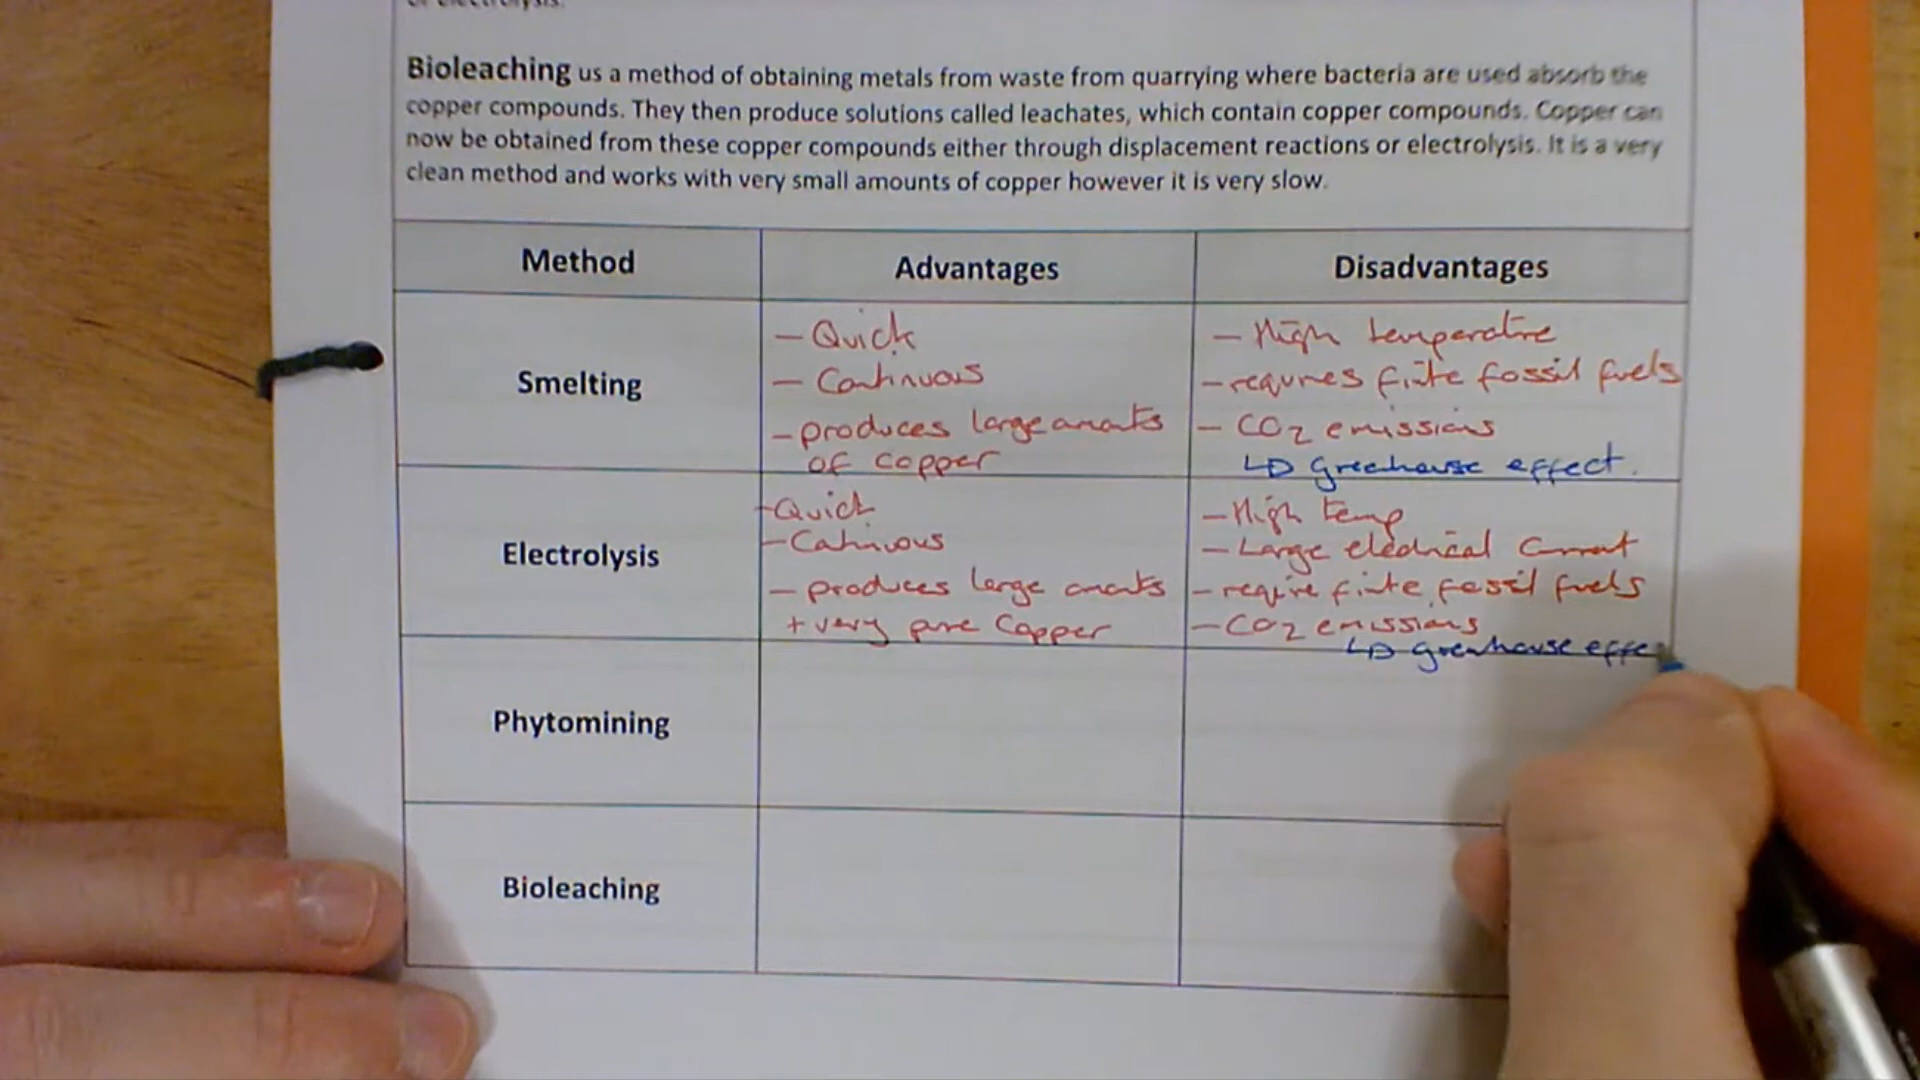 of electrolysis.
Bioleaching us a method of obtaining metals from waste from quarrying where bacteria are used absorb the
copper compounds. They then produce solutions called leachates, which contain copper compounds. Copper can
now be obtained from these copper compounds either through displacement reactions or electrolysis. It is a very
clean method and works with very small amounts of copper however it is very slow.
Method Advantages Disadvantages
Smelting
- Quick
- Continuous
- produces large amounts
of copper
- High temperature
- requires finite fossil fuels
- CO2 emissions
↳ greenhouse effect.
Electrolysis
- Quick
- Continuous
- produces large amounts
+ very pure copper
- High temp
- Large electrical current
- require finite fossil fuels
- CO2 emissions
↳ greenhouse effe
Phytomining
Bioleaching